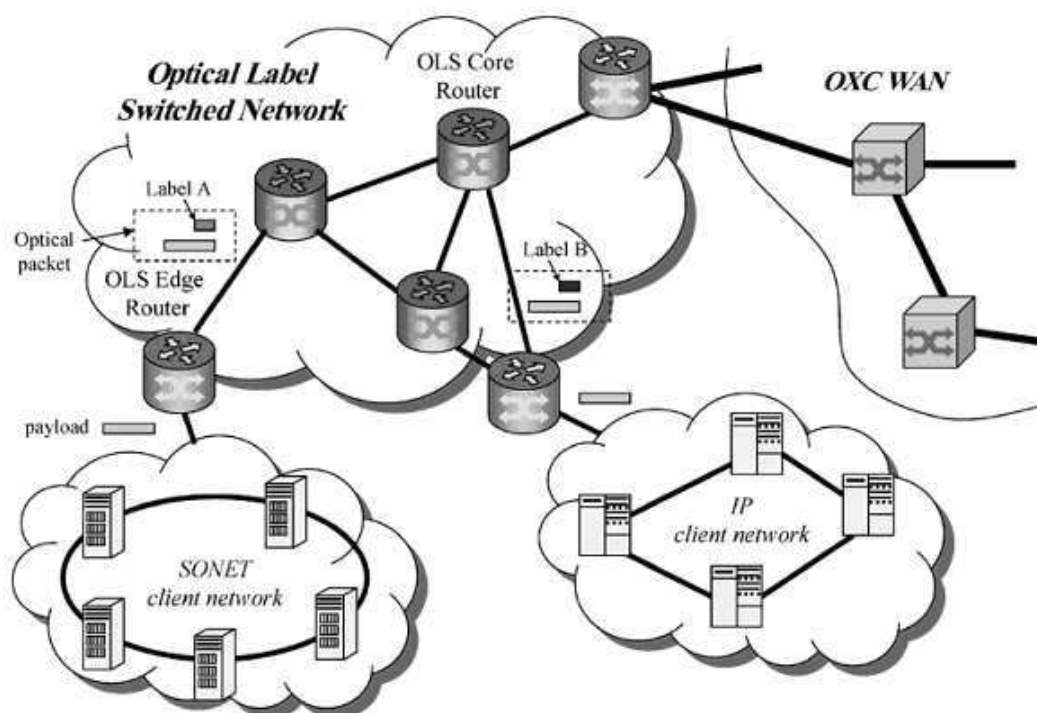 Optical Label
Switched Network
OLS Core
Router
OXC WAN
Label A
Optical
packet
OLS Edge
Router
Label B
payload
SONET
client network
IP
client network